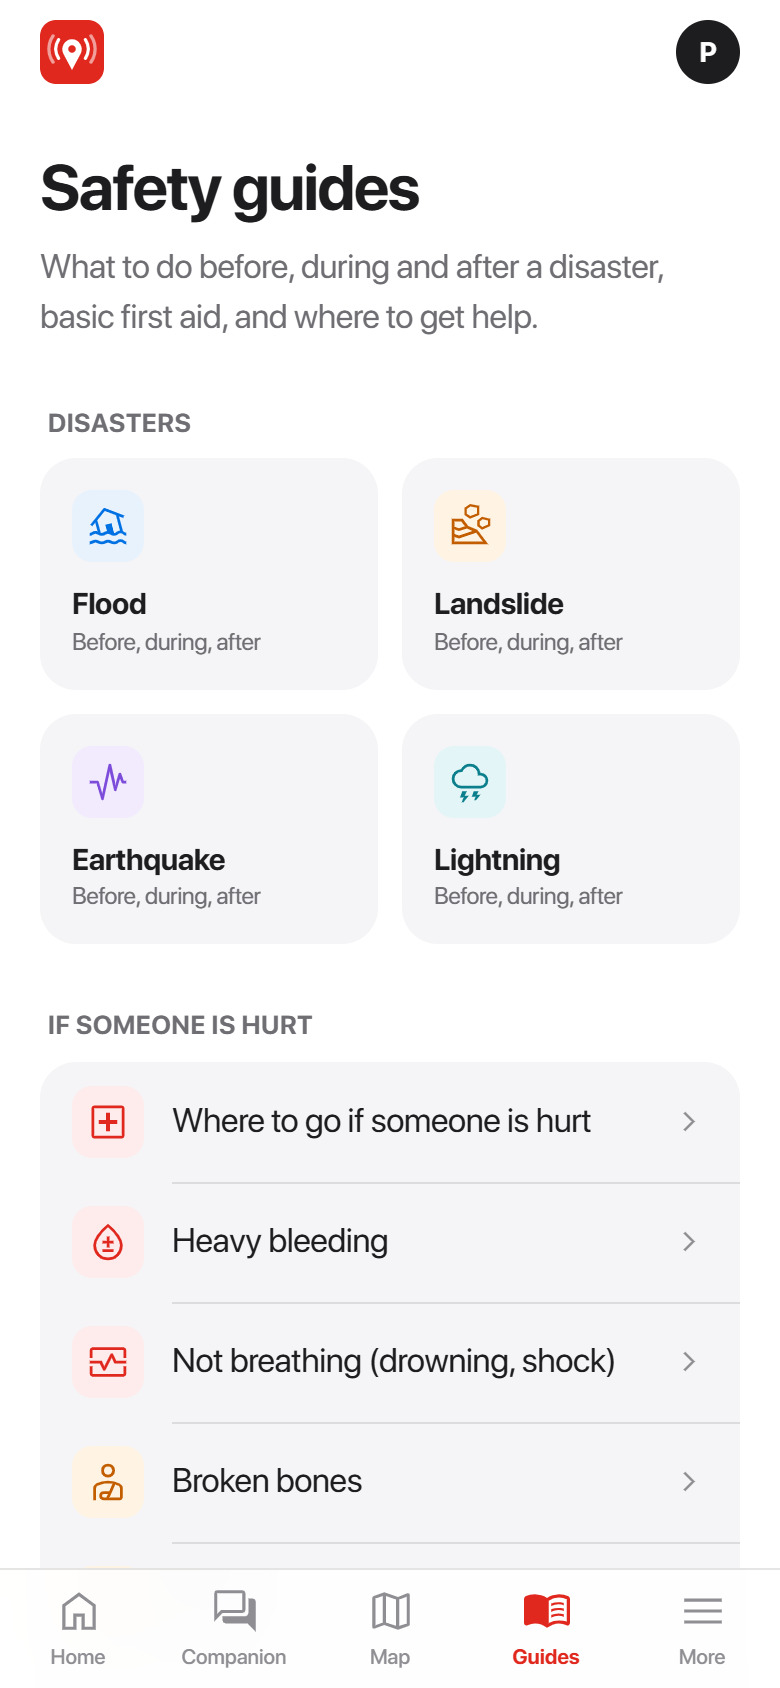 P
Safety guides
What to do before, during and after a disaster,
basic first aid, and where to get help.
DISASTERS
Flood
Before, during, after
Landslide
Before, during, after
Earthquake
Before, during, after
Lightning
Before, during, after
IF SOMEONE IS HURT
Where to go if someone is hurt
Heavy bleeding
Not breathing (drowning, shock)
Broken bones
Home
Companion
Map
Guides
More